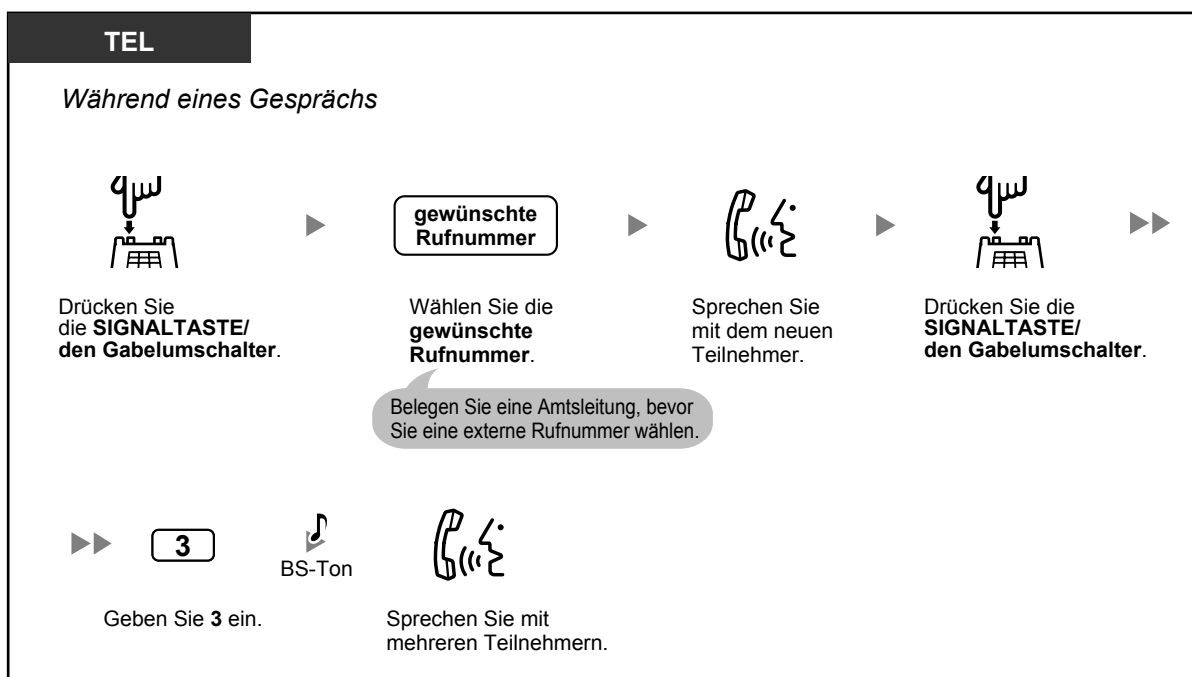 TEL
Während eines Gesprächs
gewünschte
Rufnummer
Drücken Sie
die SIGNALTASTE/
den Gabelumschalter.
Wählen Sie die
gewünschte
Rufnummer.
Sprechen Sie
mit dem neuen
Teilnehmer.
Drücken Sie die
SIGNALTASTE/
den Gabelumschalter.
Belegen Sie eine Amtsleitung, bevor
Sie eine externe Rufnummer wählen.
3
BS-Ton
Geben Sie 3 ein.
Sprechen Sie mit
mehreren Teilnehmern.